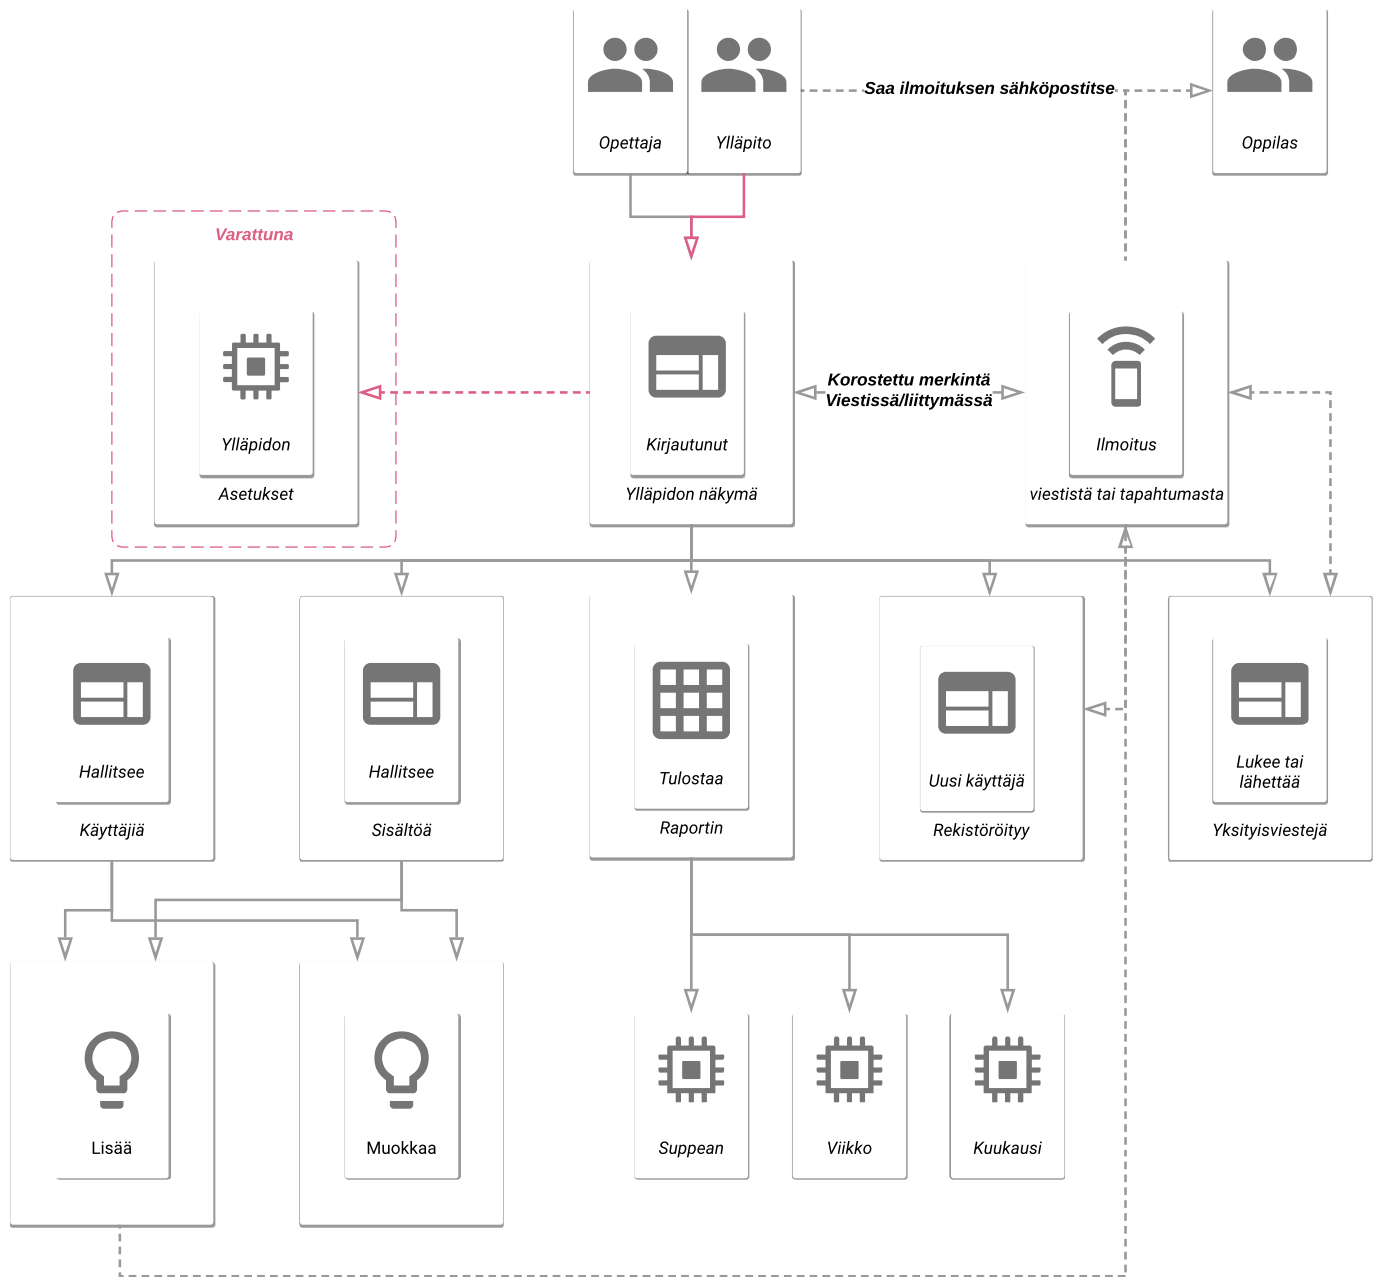 Opettaja
Ylläpito
Saa ilmoituksen sähköpostitse
Oppilas
Varattuna
Ylläpidon
Asetukset
Kirjautunut
Ylläpidon näkymä
Korostettu merkintä
Viestissä/liittymässä
Ilmoitus
viestistä tai tapahtumasta
Hallitsee
Käyttäjiä
Hallitsee
Sisältöä
Tulostaa
Raportin
Uusi käyttäjä
Rekistöröityy
Lukee tai
lähettää
Yksityisviestejä
Lisää
Muokkaa
Suppean
Viikko
Kuukausi